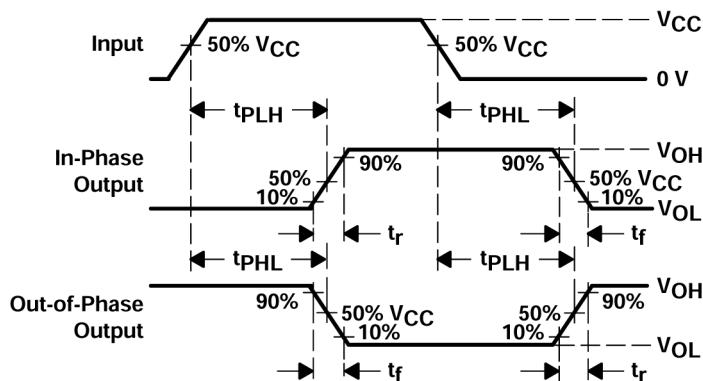 Input
50% VCC
50% VCC
VCC
0 V
tPLH
tPHL
In-Phase
Output
50%
10%
90%
90%
VOH
50% VCC
10%
VOL
tr
tf
tPHL
tPLH
Out-of-Phase
Output
90%
50% VCC
10%
50%
10%
90%
VOH
VOL
tf
tr